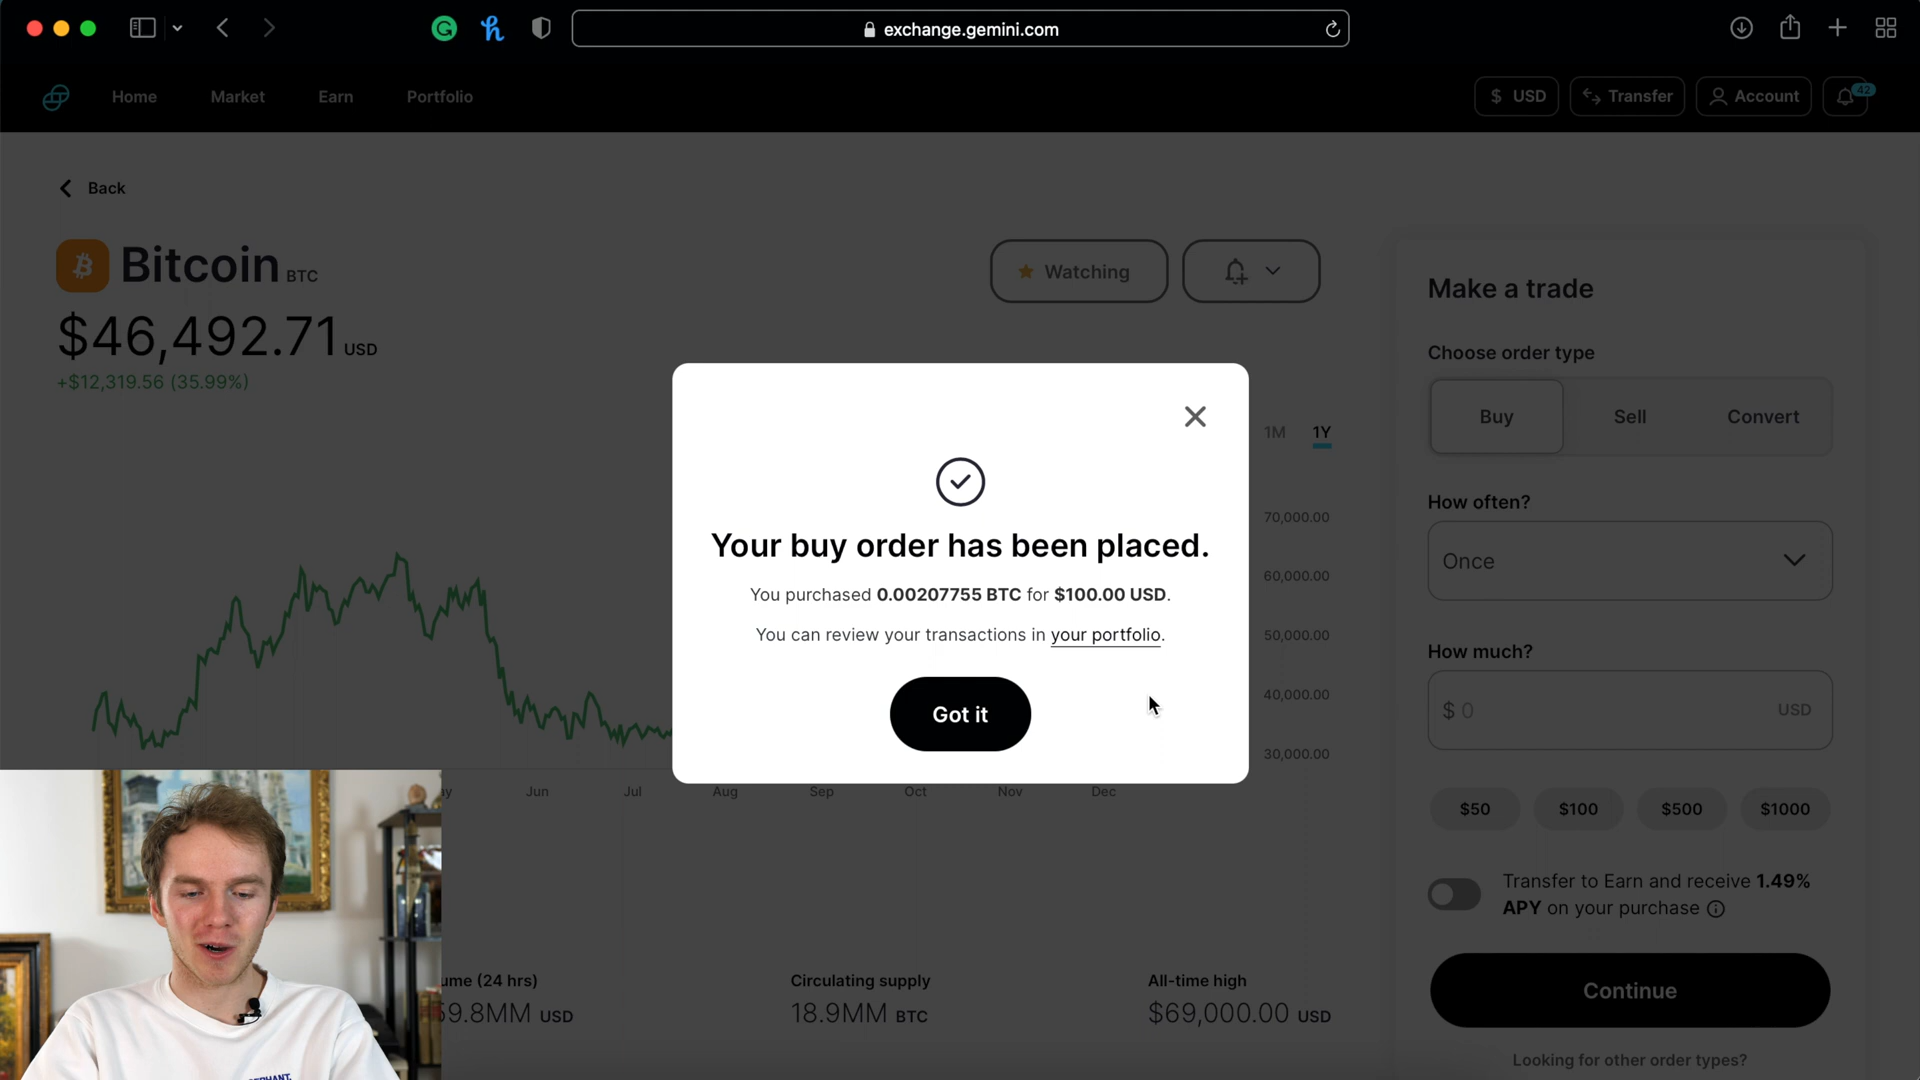 exchange.gemini.com
Home Market Earn Portfolio
$ USD Transfer Account 42
Back
Bitcoin BTC
Watching
$46,492.71 USD
+$12,319.56 (35.99%)
1M 1Y
70,000.00
60,000.00
50,000.00
40,000.00
30,000.00
Jun Jul Aug Sep Oct Nov Dec
Your buy order has been placed.
You purchased 0.00207755 BTC for $100.00 USD.
You can review your transactions in your portfolio.
Got it
Make a trade
Choose order type
Buy Sell Convert
How often?
Once
How much?
$ 0 USD
$50 $100 $500 $1000
Transfer to Earn and receive 1.49%
APY on your purchase
Continue
Looking for other order types?
(24 hrs)
9.8MM USD
Circulating supply
18.9MM BTC
All-time high
$69,000.00 USD